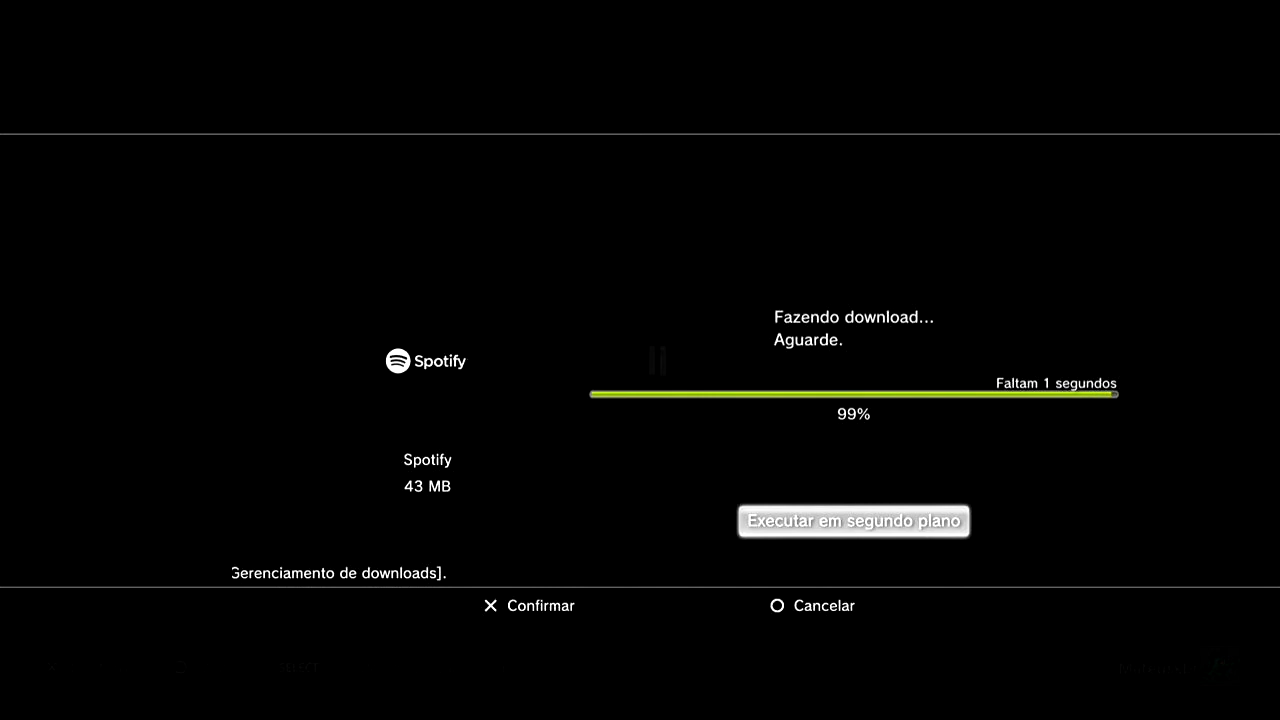 Fazendo download...
Aguarde.
Spotify
Faltam 1 segundos
99%
Spotify
43 MB
Executar em segundo plano
Gerenciamento de downloads].
Confirmar
Cancelar
SELECT